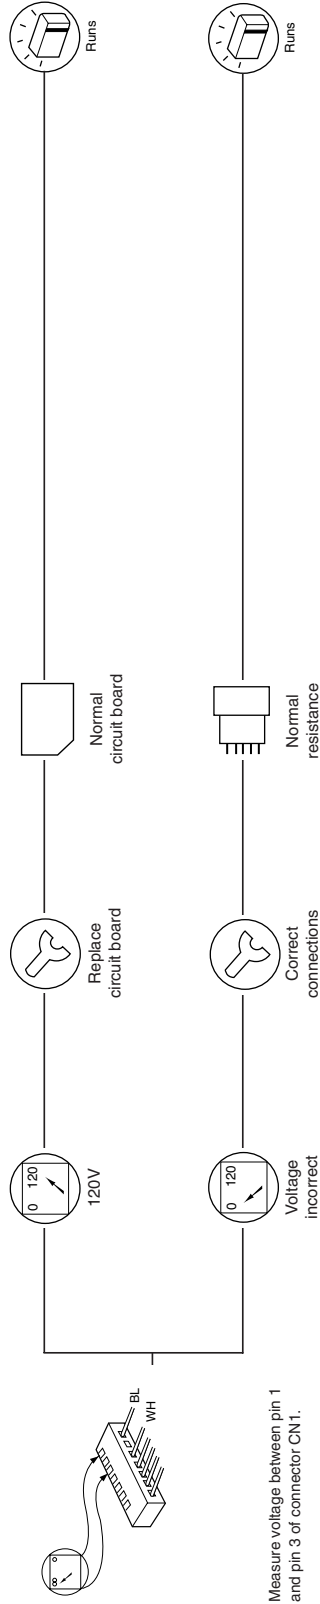 BL
WH
Measure voltage between pin 1
and pin 3 of connector CN1.
0 120
120V
Replace
circuit board
Normal
circuit board
Runs
0 120
Voltage
incorrect
Correct
connections
Normal
resistance
Runs